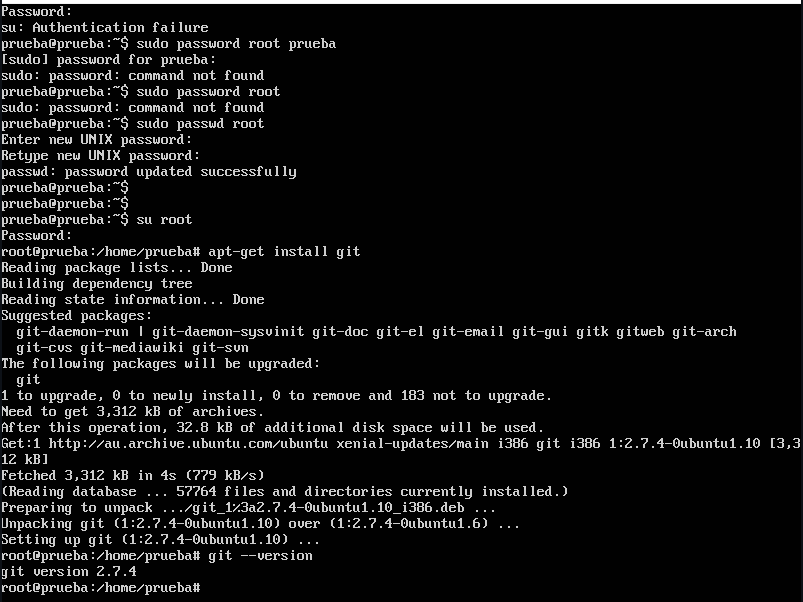 Password:
su: Authentication failure
prueba@prueba:~$ sudo password root prueba
[sudo] password for prueba:
sudo: password: command not found
prueba@prueba:~$ sudo password root
sudo: password: command not found
prueba@prueba:~$ sudo passwd root
Enter new UNIX password:
Retype new UNIX password:
passwd: password updated successfully
prueba@prueba:~$
prueba@prueba:~$
prueba@prueba:~$ su root
Password:
root@prueba:/home/prueba# apt-get install git
Reading package lists... Done
Building dependency tree
Reading state information... Done
Suggested packages:
  git-daemon-run | git-daemon-sysvinit git-doc git-el git-email git-gui gitk gitweb git-arch
  git-cvs git-mediawiki git-svn
The following packages will be upgraded:
  git
1 to upgrade, 0 to newly install, 0 to remove and 183 not to upgrade.
Need to get 3,312 kB of archives.
After this operation, 32.8 kB of additional disk space will be used.
Get:1 http://au.archive.ubuntu.com/ubuntu xenial-updates/main i386 git i386 1:2.7.4-0ubuntu1.10 [3,3
12 kB]
Fetched 3,312 kB in 4s (779 kB/s)
(Reading database ... 57764 files and directories currently installed.)
Preparing to unpack .../git_1%3a2.7.4-0ubuntu1.10_i386.deb ...
Unpacking git (1:2.7.4-0ubuntu1.10) over (1:2.7.4-0ubuntu1.6) ...
Setting up git (1:2.7.4-0ubuntu1.10) ...
root@prueba:/home/prueba# git --version
git version 2.7.4
root@prueba:/home/prueba#